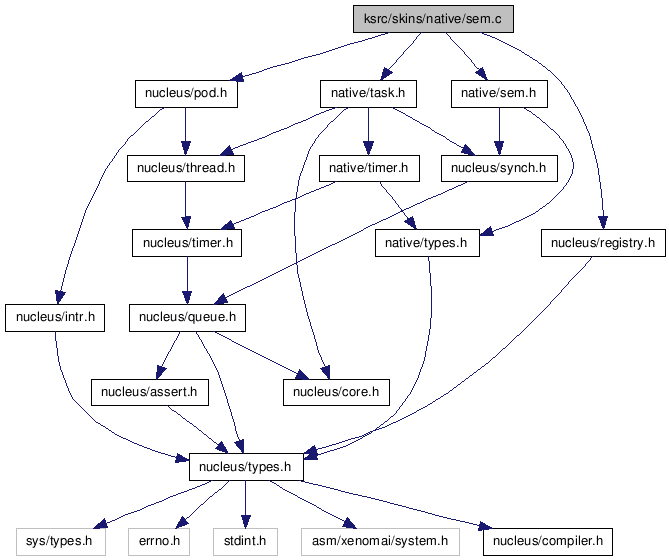 ksrc/skins/native/sem.c
nucleus/pod.h
native/task.h
native/sem.h
nucleus/thread.h
native/timer.h
nucleus/synch.h
nucleus/timer.h
native/types.h
nucleus/registry.h
nucleus/intr.h
nucleus/queue.h
nucleus/assert.h
nucleus/core.h
nucleus/types.h
sys/types.h
errno.h
stdint.h
asm/xenomai/system.h
nucleus/compiler.h